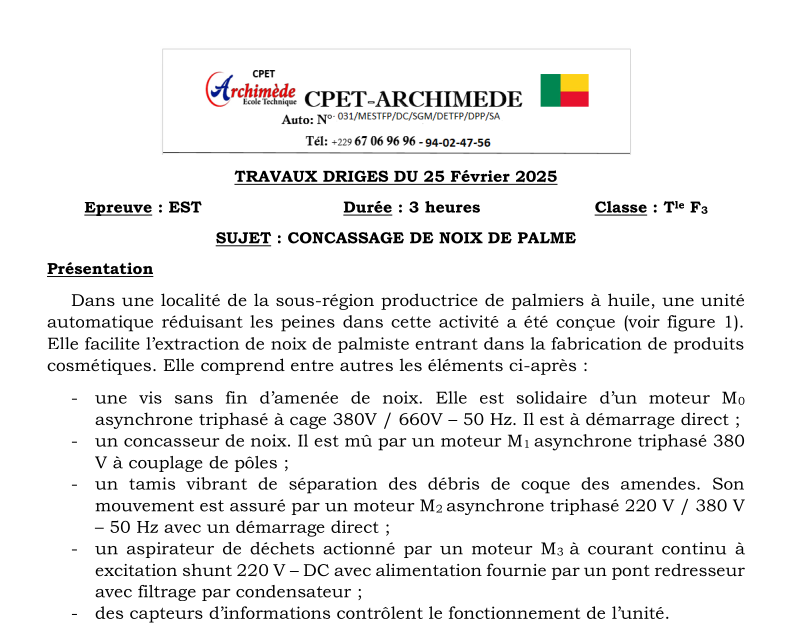 CPET
Archimède
Ecole Technique
CPET-ARCHIMEDE
Auto: N° 031/MESTFP/DC/SGM/DETFP/DPP/SA
Tél: +229 67 06 96 96 - 94-02-47-56
TRAVAUX DRIGES DU 25 Février 2025
Epreuve : EST Durée : 3 heures Classe : Tle F3
SUJET : CONCASSAGE DE NOIX DE PALME
Présentation
Dans une localité de la sous-région productrice de palmiers à huile, une unité
automatique réduisant les peines dans cette activité a été conçue (voir figure 1).
Elle facilite l’extraction de noix de palmiste entrant dans la fabrication de produits
cosmétiques. Elle comprend entre autres les éléments ci-après :
- une vis sans fin d’amenée de noix. Elle est solidaire d’un moteur M0
asynchrone triphasé à cage 380V / 660V – 50 Hz. Il est à démarrage direct ;
- un concasseur de noix. Il est mû par un moteur M1 asynchrone triphasé 380
V à couplage de pôles ;
- un tamis vibrant de séparation des débris de coque des amendes. Son
mouvement est assuré par un moteur M2 asynchrone triphasé 220 V / 380 V
– 50 Hz avec un démarrage direct ;
- un aspirateur de déchets actionné par un moteur M3 à courant continu à
excitation shunt 220 V – DC avec alimentation fournie par un pont redresseur
avec filtrage par condensateur ;
- des capteurs d’informations contrôlent le fonctionnement de l’unité.